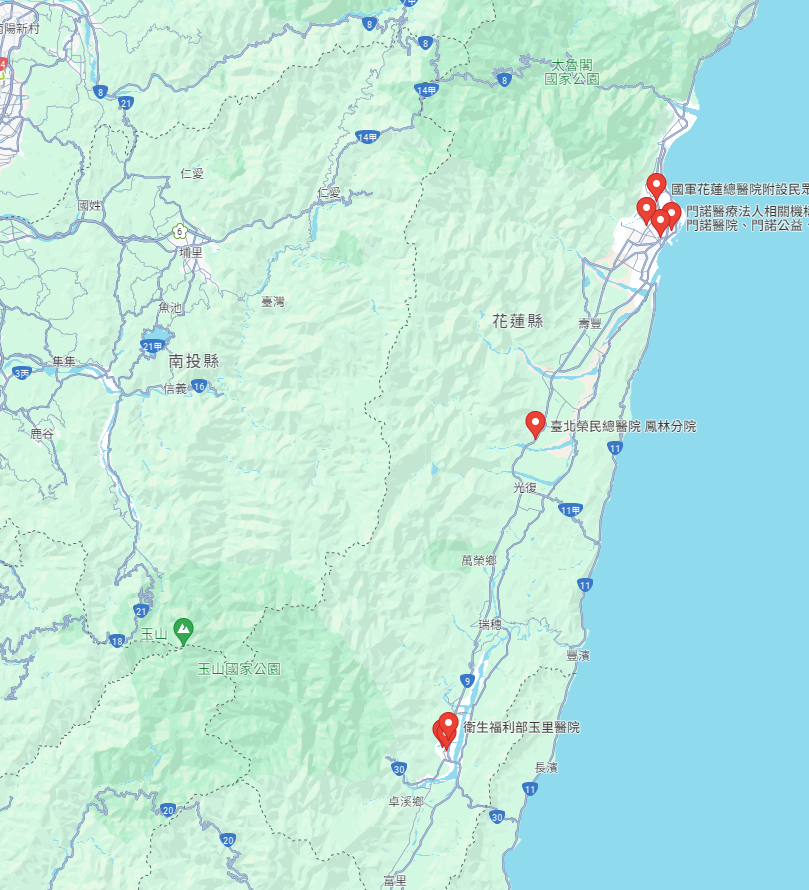 南陽新村
8
7甲
8
4
8
21
14甲
8
太魯閣
國家公園
14甲
仁愛
仁愛
國軍花蓮總醫院附設民眾
國姓
門諾醫療法人相關機構
門諾醫院、門諾公益、
6
埔里
臺灣
魚池
花蓮縣
壽豐
21甲
集集
南投縣
3丙
信義
16
鹿谷
臺北榮民總醫院 鳳林分院
11
光復
11甲
萬榮鄉
11
21
瑞穗
玉山
18
豐濱
玉山國家公園
9
衛生福利部玉里醫院
30
長濱
11
卓溪鄉
20
30
20
富里